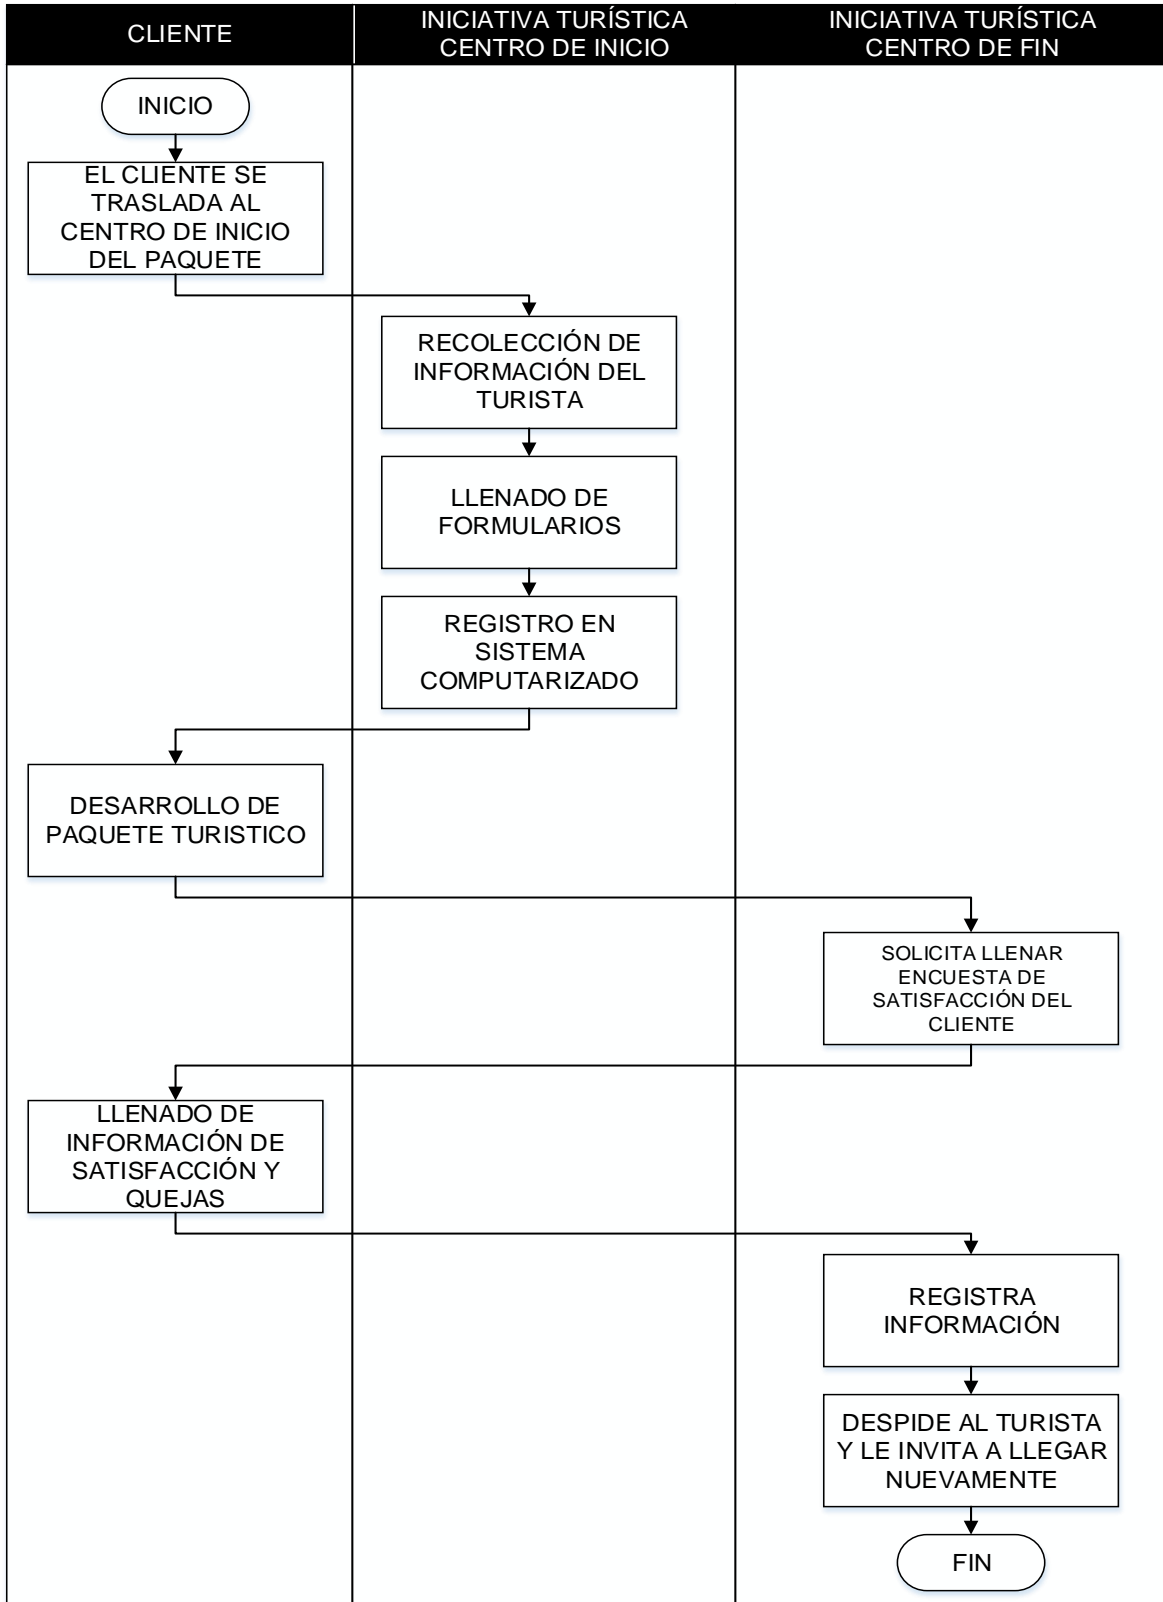 CLIENTE
INICIATIVA TURÍSTICA
CENTRO DE INICIO
INICIATIVA TURÍSTICA
CENTRO DE FIN
INICIO
EL CLIENTE SE
TRASLADA AL
CENTRO DE INICIO
DEL PAQUETE
RECOLECCIÓN DE
INFORMACIÓN DEL
TURISTA
LLENADO DE
FORMULARIOS
REGISTRO EN
SISTEMA
COMPUTARIZADO
DESARROLLO DE
PAQUETE TURISTICO
SOLICITA LLENAR
ENCUESTA DE
SATISFACCIÓN DEL
CLIENTE
LLENADO DE
INFORMACIÓN DE
SATISFACCIÓN Y
QUEJAS
REGISTRA
INFORMACIÓN
DESPIDE AL TURISTA
Y LE INVITA A LLEGAR
NUEVAMENTE
FIN